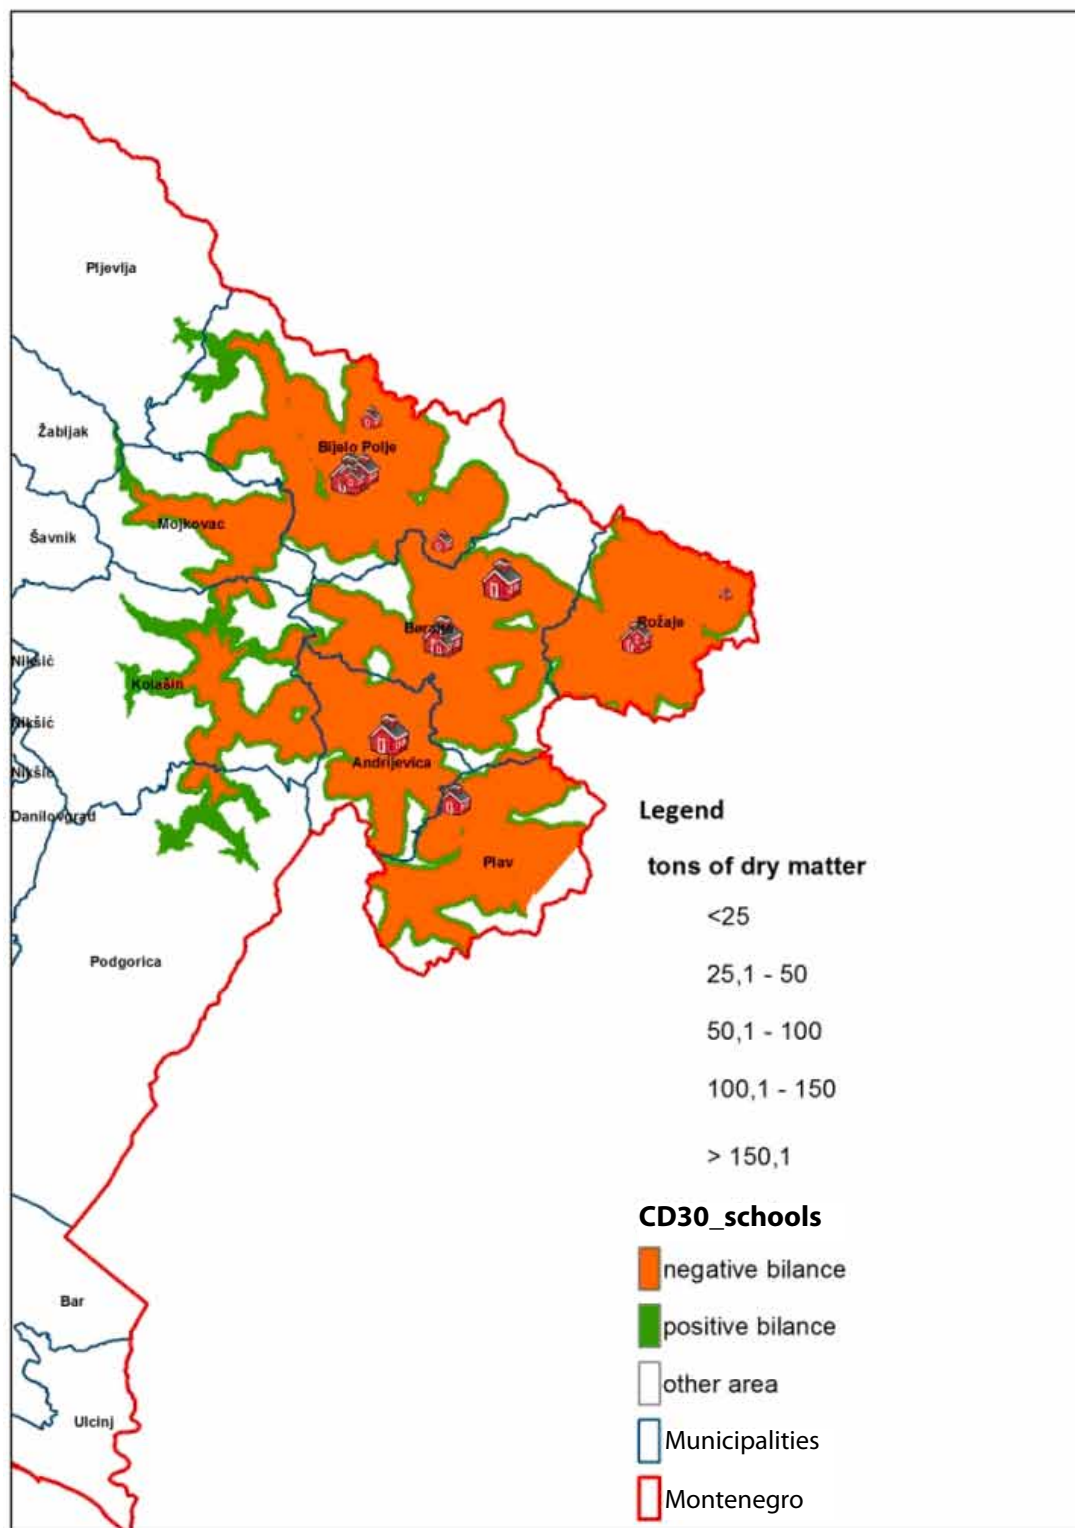 Pljevlja
Žabljak
Bijelo Polje
Mojkovac
Šavnik
Rožaje
Berane
Nikšić
Kolašin
Nikšić
Andrijevica
Nikšić
Danilovgrad
Plav
Podgorica
Bar
Ulcinj
Legend
tons of dry matter
<25
25,1 - 50
50,1 - 100
100,1 - 150
> 150,1
CD30_schools
negative bilance
positive bilance
other area
Municipalities
Montenegro